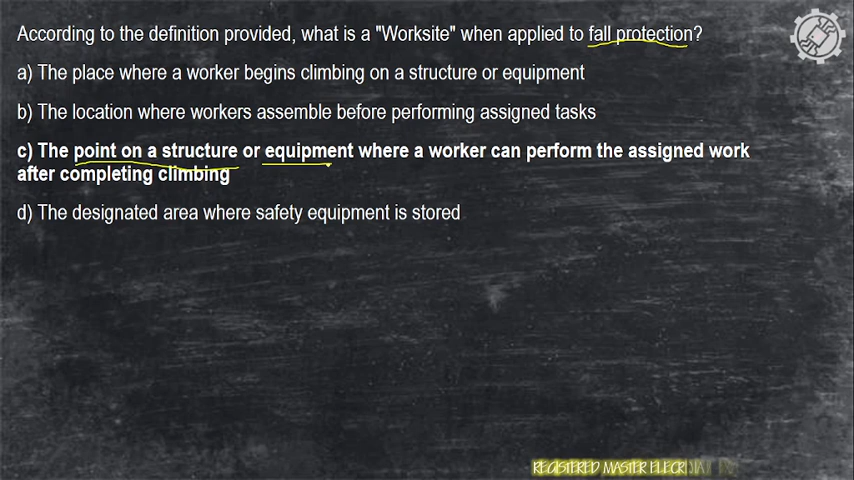 According to the definition provided, what is a "Worksite" when applied to fall protection?
a) The place where a worker begins climbing on a structure or equipment
b) The location where workers assemble before performing assigned tasks
c) The point on a structure or equipment where a worker can perform the assigned work
after completing climbing
d) The designated area where safety equipment is stored
REGISTERED MASTER